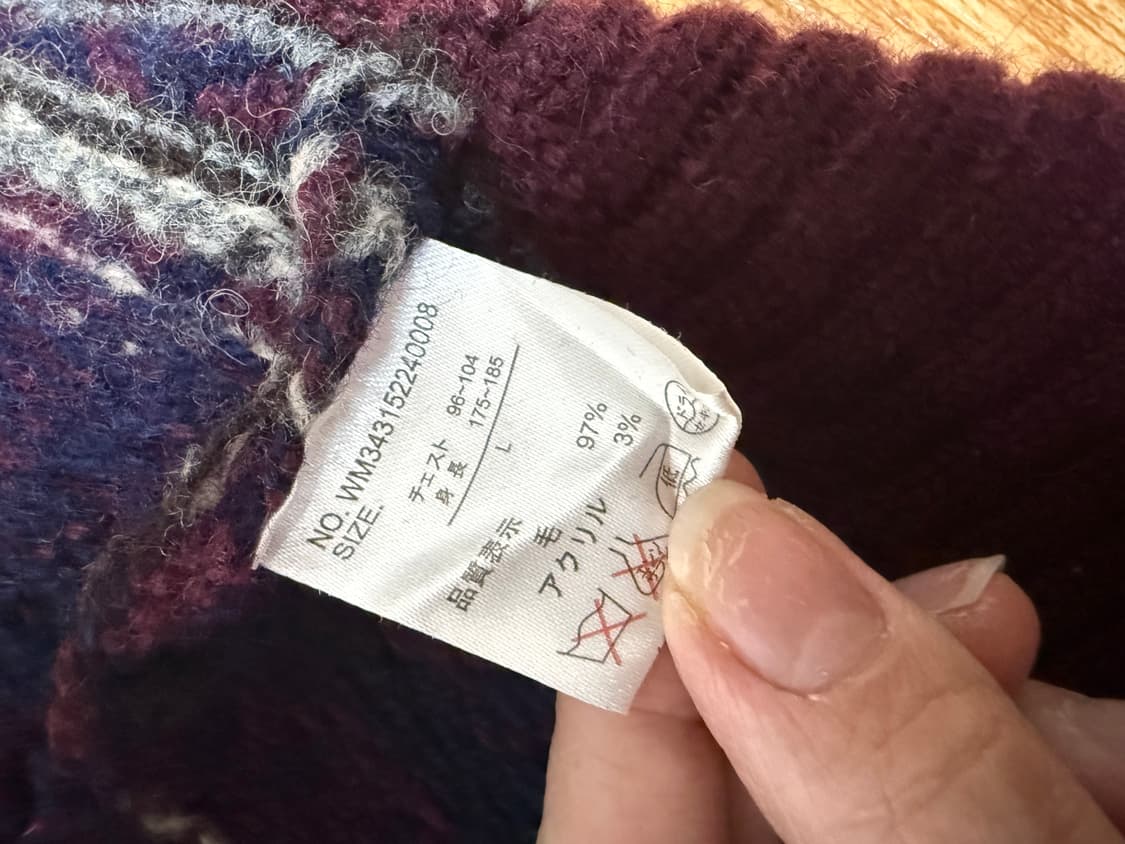 NO. WM343152240008
SIZE.
チェスト 96~104
身長 175~185
L
品質表示
毛 97%
アクリル 3%
低